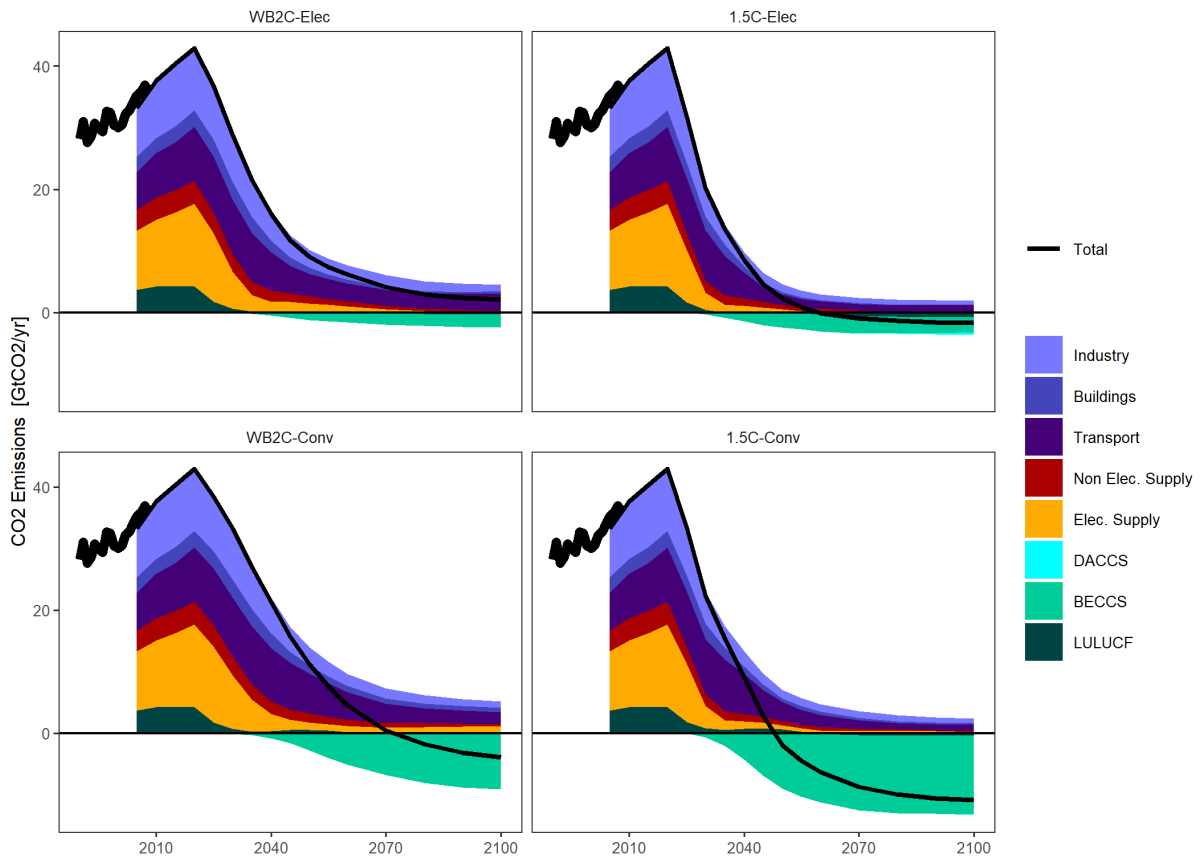 WB2C-Elec
1.5C-Elec
40
20
0
WB2C-Conv
1.5C-Conv
40
20
0
2010
2040
2070
2100
2010
2040
2070
2100
CO2 Emissions [GtCO2/yr]
Total
Industry
Buildings
Transport
Non Elec. Supply
Elec. Supply
DACCS
BECCS
LULUCF